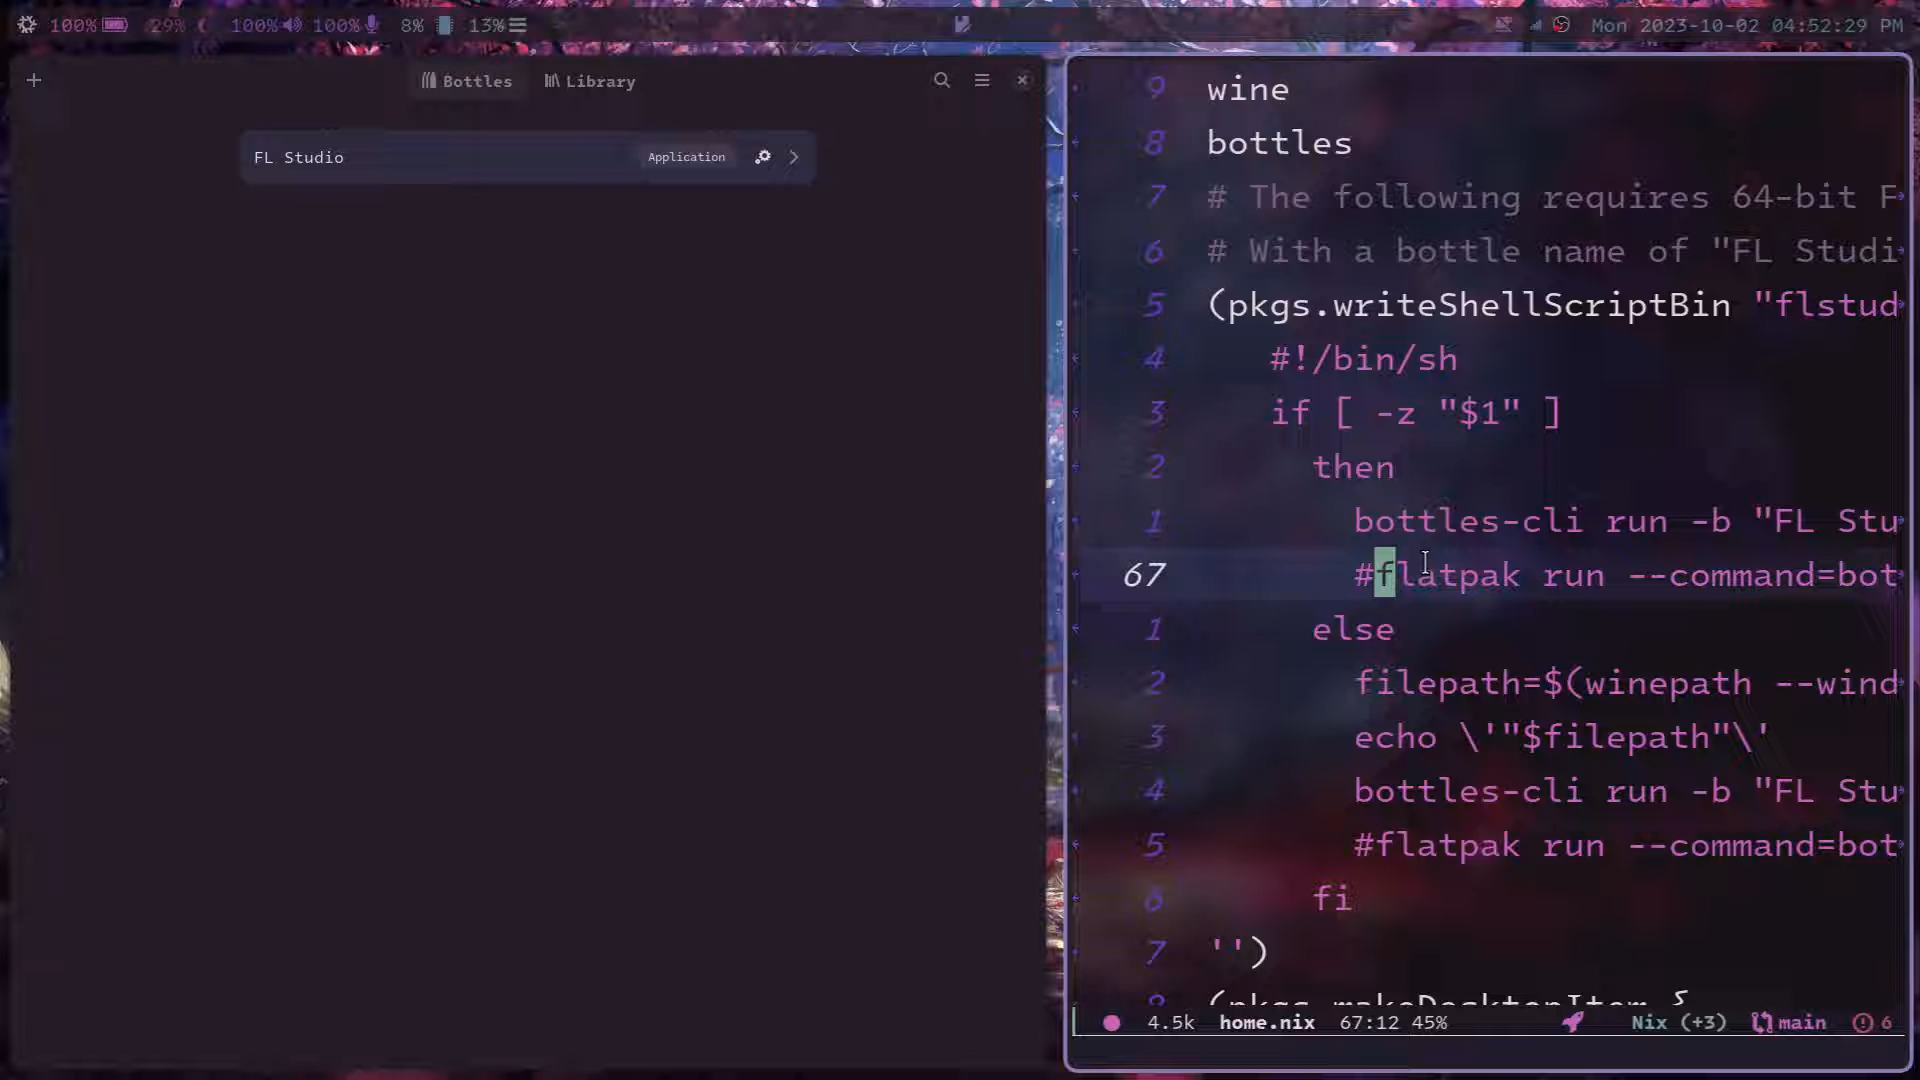 100% 29% 100% 100% 8% 13% Mon 2023-10-02 04:52:29 PM
+ Bottles Library
FL Studio Application
9 wine
8 bottles
7 # The following requires 64-bit F
6 # With a bottle name of "FL Studi
5 (pkgs.writeShellScriptBin "flstud
4 #!/bin/sh
3 if [ -z "$1" ]
2 then
1 bottles-cli run -b "FL Stu
67 #flatpak run --command=bot
1 else
2 filepath=$(winepath --wind
3 echo \'"$filepath"\'
4 bottles-cli run -b "FL Stu
5 #flatpak run --command=bot
6 fi
7 '')
8 (pkgs.makeDesktopItem {
4.5k home.nix 67:12 45% Nix (+3) main 6